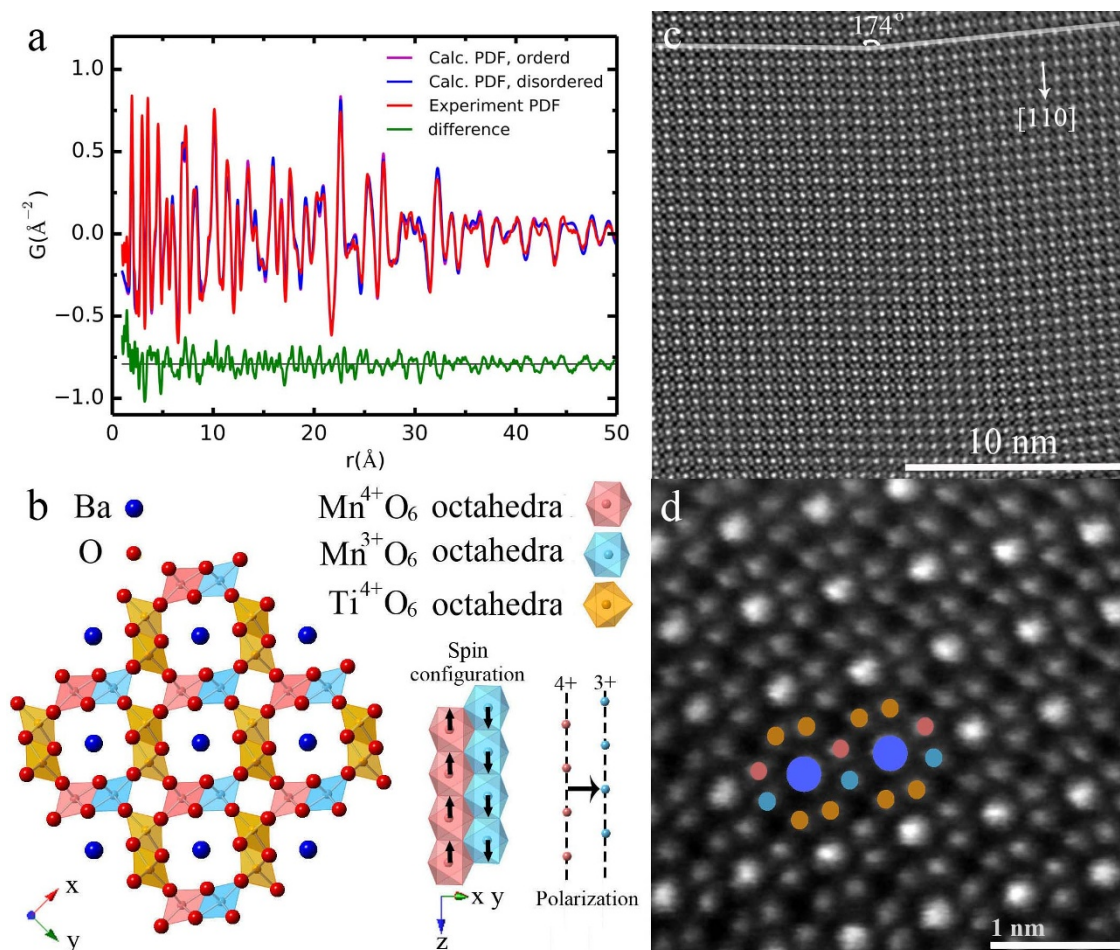 a
Calc. PDF, orderd
Calc. PDF, disordered
Experiment PDF
difference
1.0
0.5
0.0
−0.5
−1.0
G(Å⁻²)
0 10 20 30 40 50
r(Å)
b
Ba
O
Mn⁴⁺O₆ octahedra
Mn³⁺O₆ octahedra
Ti⁴⁺O₆ octahedra
Spin
configuration
4+ 3+
x y
z
Polarization
x
y
c
174°
[110]
10 nm
d
1 nm